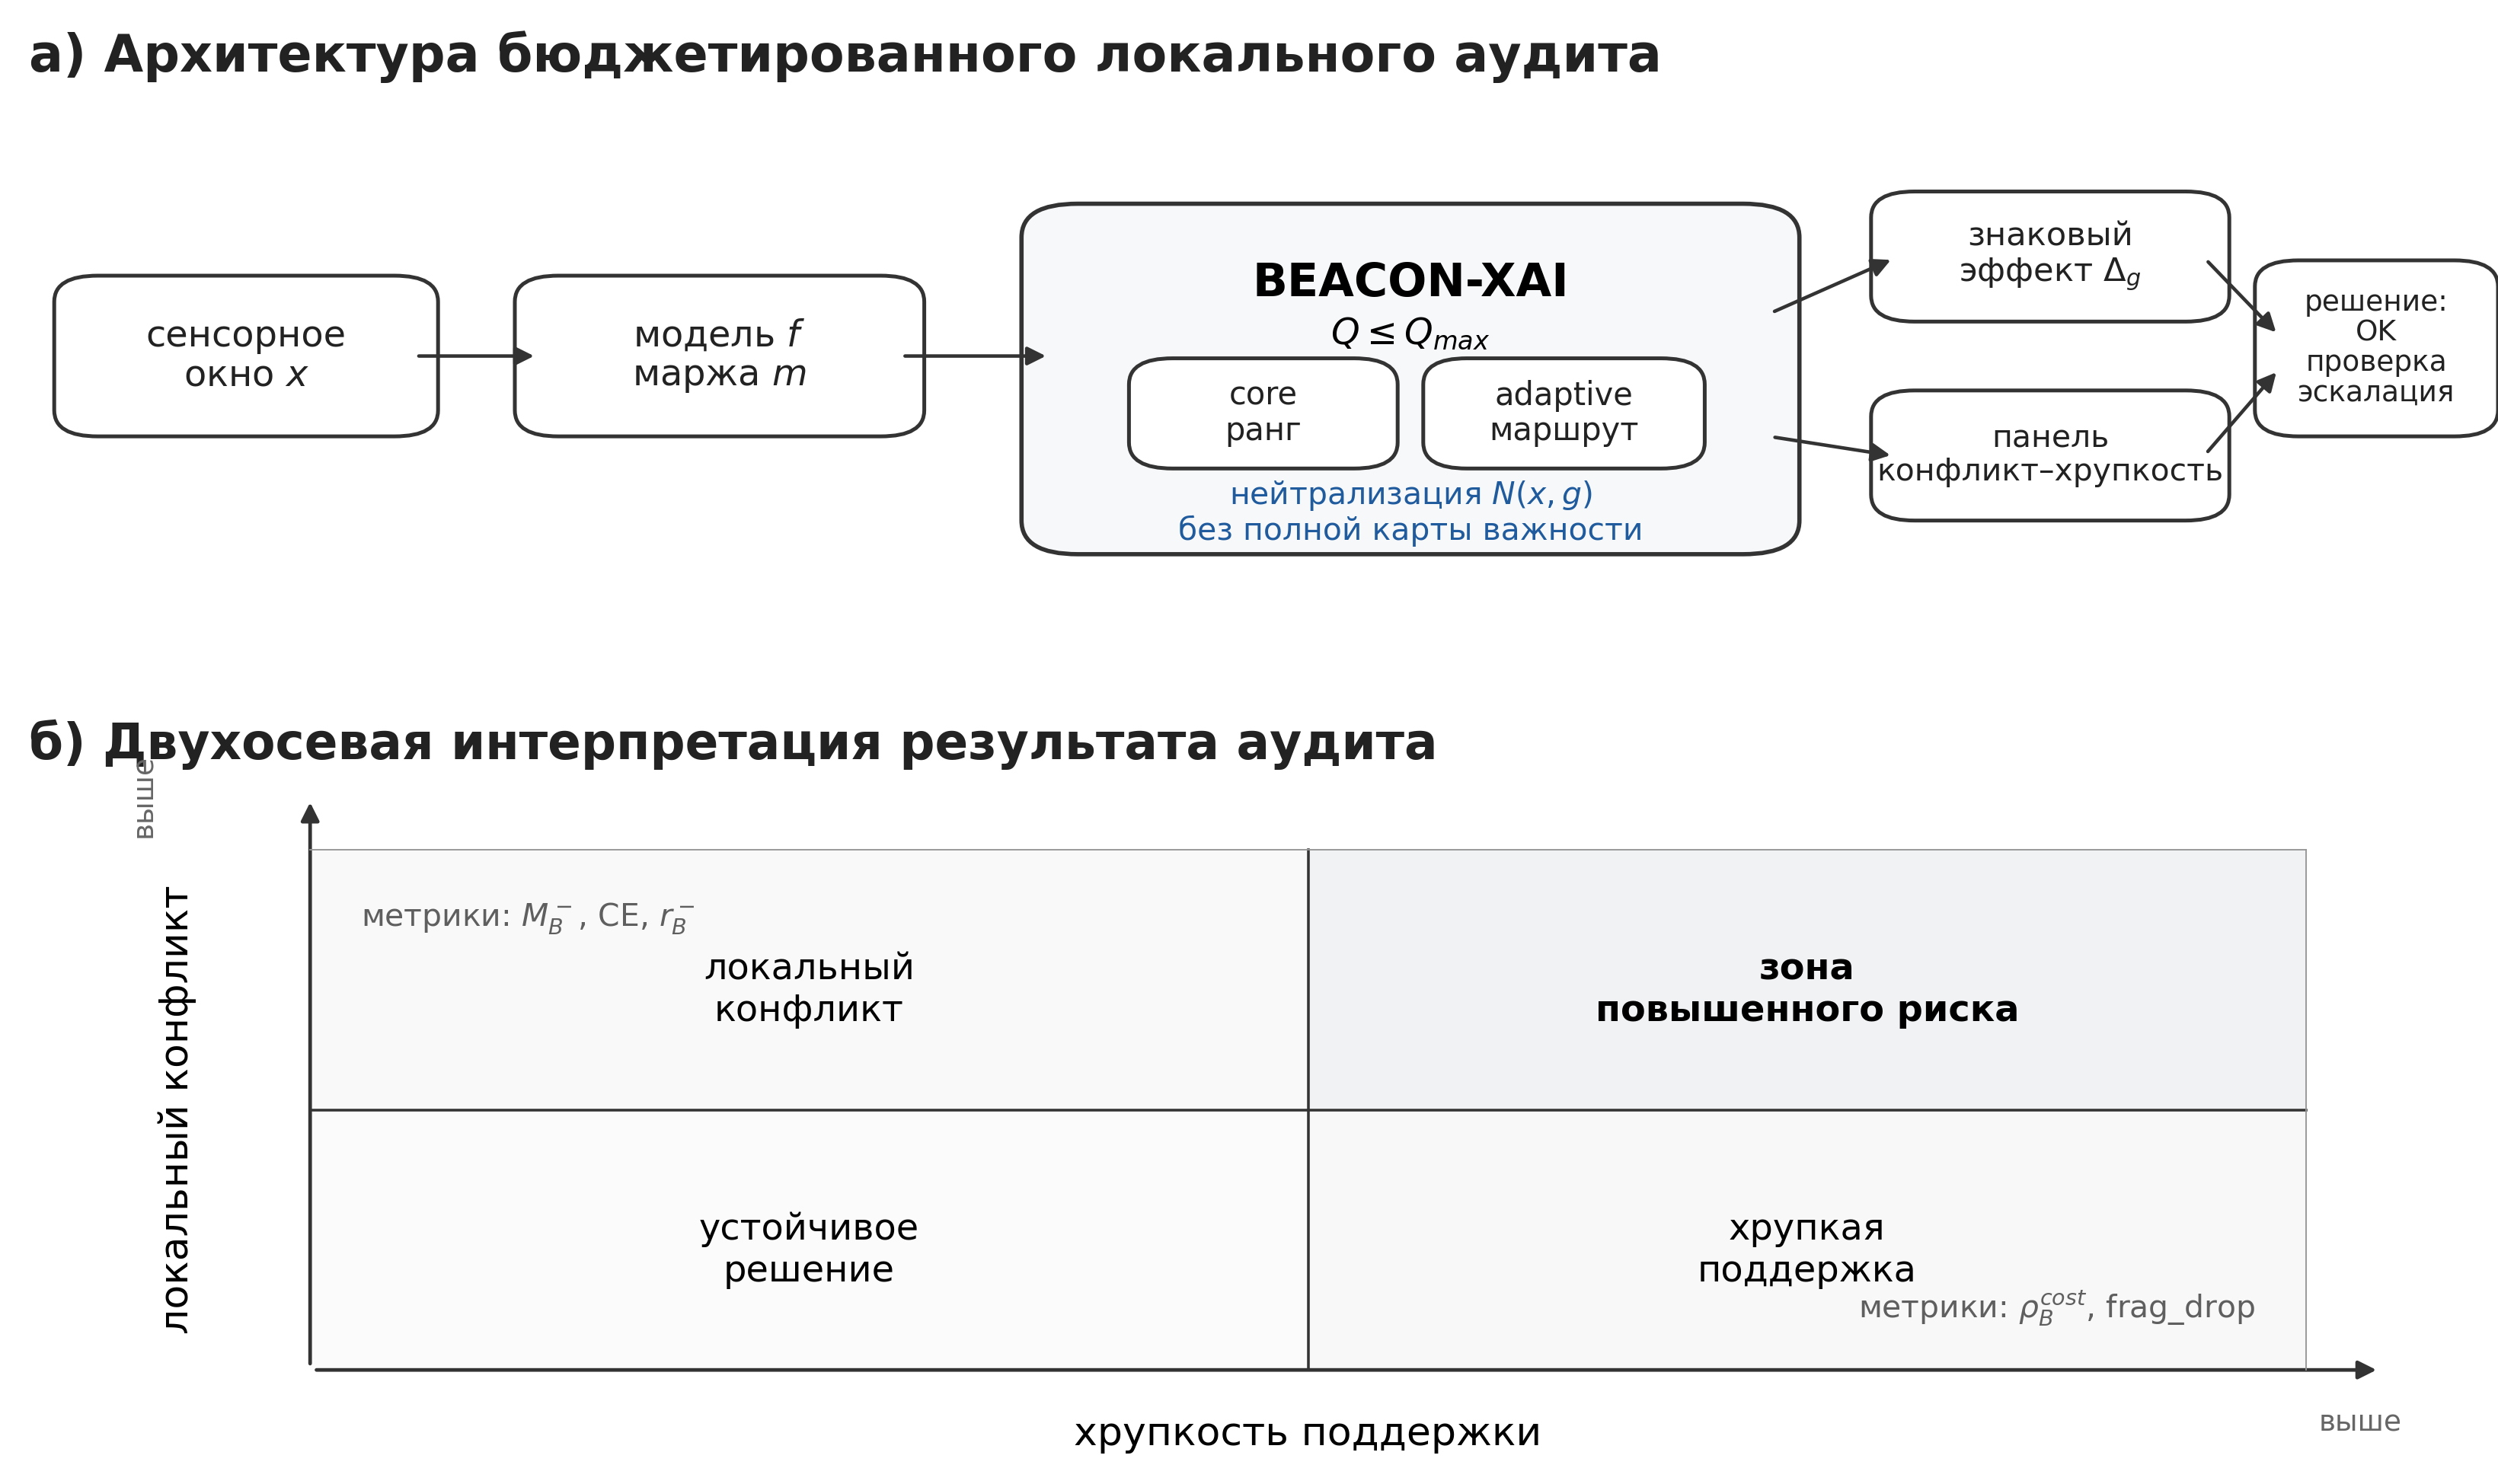 а) Архитектура бюджетированного локального аудита
сенсорное
окно x
модель f
маржа m
BEACON-XAI
Q ≤ Q_max
core
ранг
adaptive
маршрут
нейтрализация N(x, g)
без полной карты важности
знаковый
эффект Δ_g
панель
конфликт–хрупкость
решение:
OK
проверка
эскалация
б) Двухосевая интерпретация результата аудита
выше
локальный конфликт
метрики: M_B^-, CE, r_B^-
локальный
конфликт
зона
повышенного риска
устойчивое
решение
хрупкая
поддержка
метрики: ρ_B^cost, frag_drop
хрупкость поддержки
выше